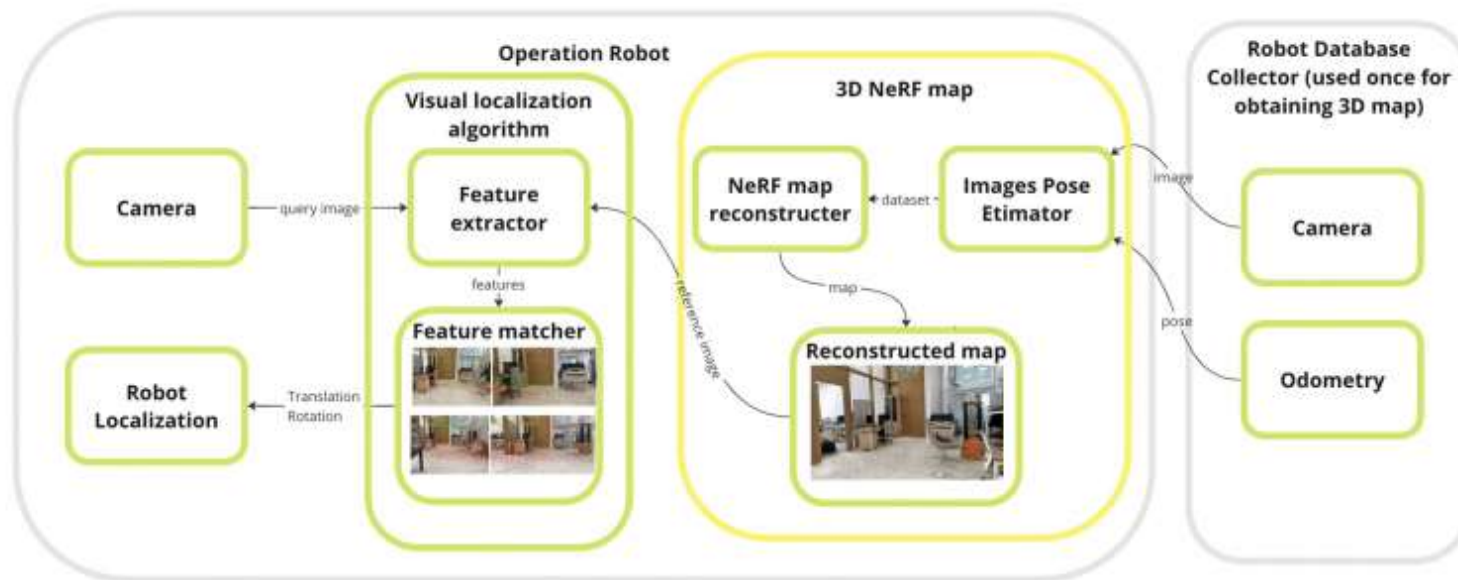 Operation Robot
Visual localization
algorithm
Camera
query image
Feature
extractor
features
Feature matcher
Translation
Rotation
Robot
Localization
reference image
3D NeRF map
NeRF map
reconstructer
dataset
Images Pose
Etimator
map
Reconstructed map
Robot Database
Collector (used once for
obtaining 3D map)
image
Camera
pose
Odometry